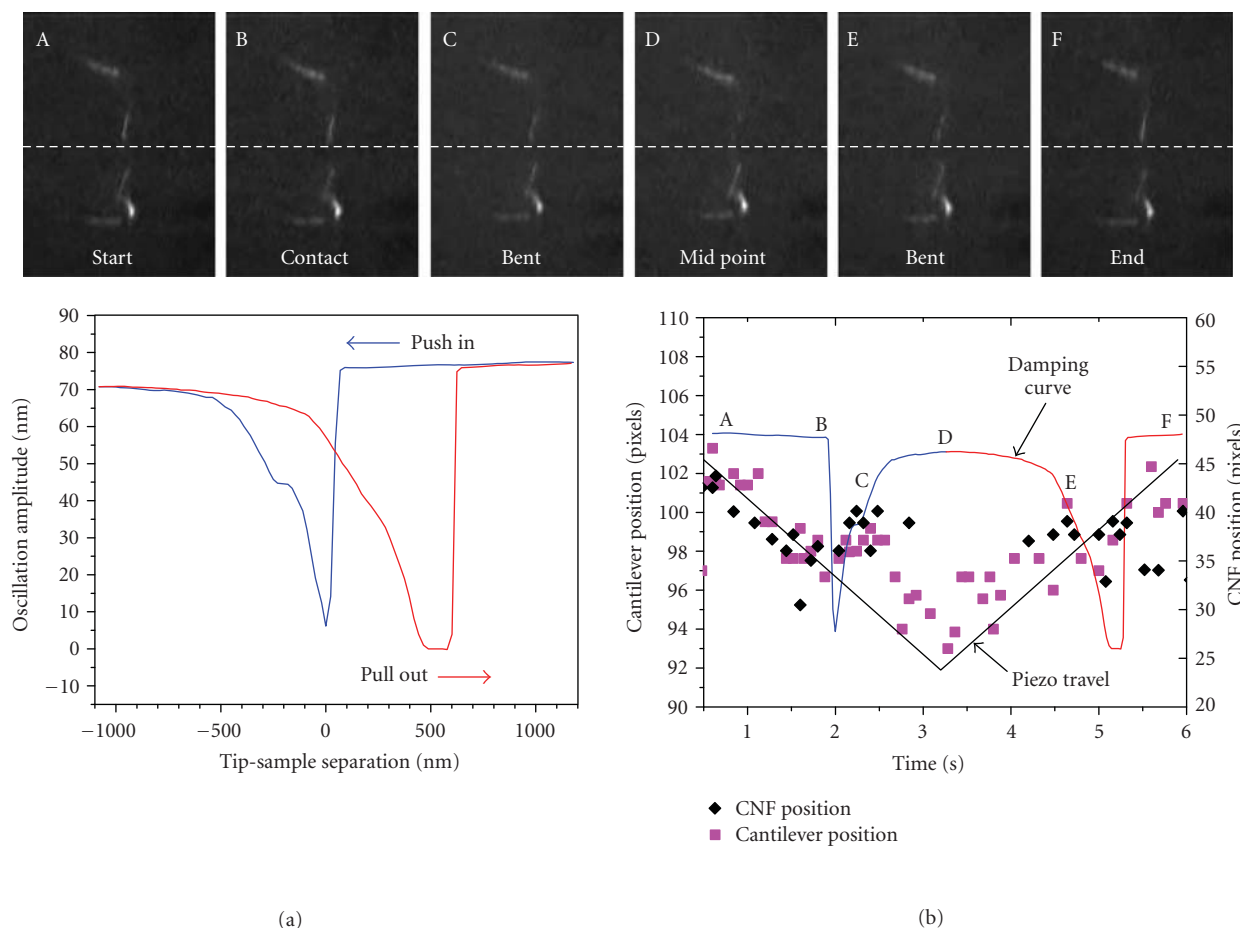 A B C D E F
Start Contact Bent Mid point Bent End
90
80
70
60
50
40
30
20
10
0
−10
Oscillation amplitude (nm)
Push in
Pull out
−1000 −500 0 500 1000
Tip-sample separation (nm)
(a)
110
108
106
104
102
100
98
96
94
92
90
Cantilever position (pixels)
60
55
50
45
40
35
30
25
20
CNF position (pixels)
Damping
curve
A B C D E F
Piezo travel
1 2 3 4 5 6
Time (s)
CNF position
Cantilever position
(b)